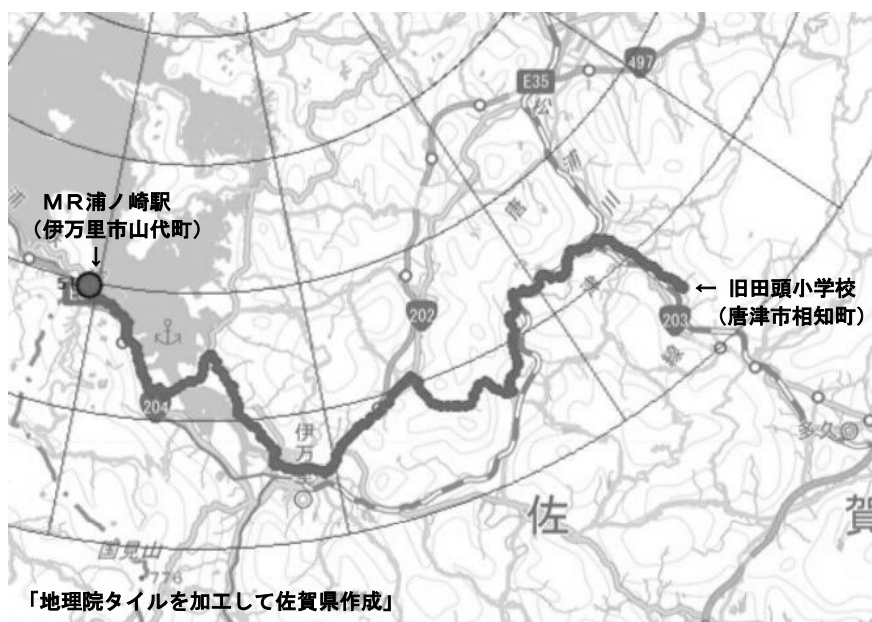 497
E35
松
浦
川
唐
津
線
MR浦ノ崎駅
(伊万里市山代町)
↓
← 旧田頭小学校
(唐津市相知町)
202
203
204
伊
万
多久
佐
賀
国見山
776
「地理院タイルを加工して佐賀県作成」